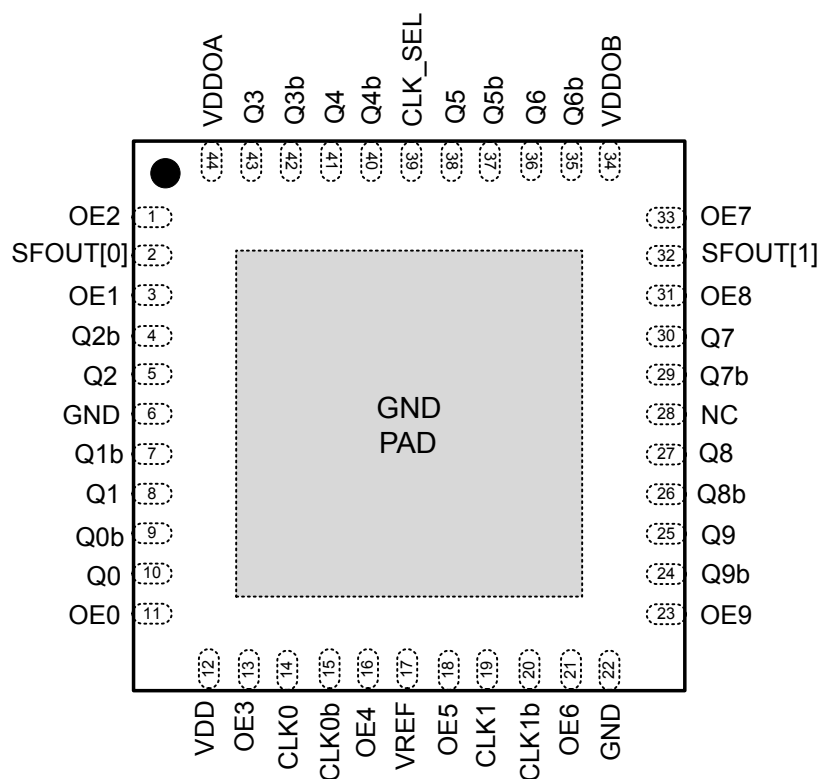 VDDOA
Q3
Q3b
Q4
Q4b
CLK_SEL
Q5
Q5b
Q6
Q6b
VDDOB
44
43
42
41
40
39
38
37
36
35
34
OE2 1
SFOUT[0] 2
OE1 3
Q2b 4
Q2 5
GND 6
Q1b 7
Q1 8
Q0b 9
Q0 10
OE0 11
GND
PAD
33 OE7
32 SFOUT[1]
31 OE8
30 Q7
29 Q7b
28 NC
27 Q8
26 Q8b
25 Q9
24 Q9b
23 OE9
12
13
14
15
16
17
18
19
20
21
22
VDD
OE3
CLK0
CLK0b
OE4
VREF
OE5
CLK1
CLK1b
OE6
GND